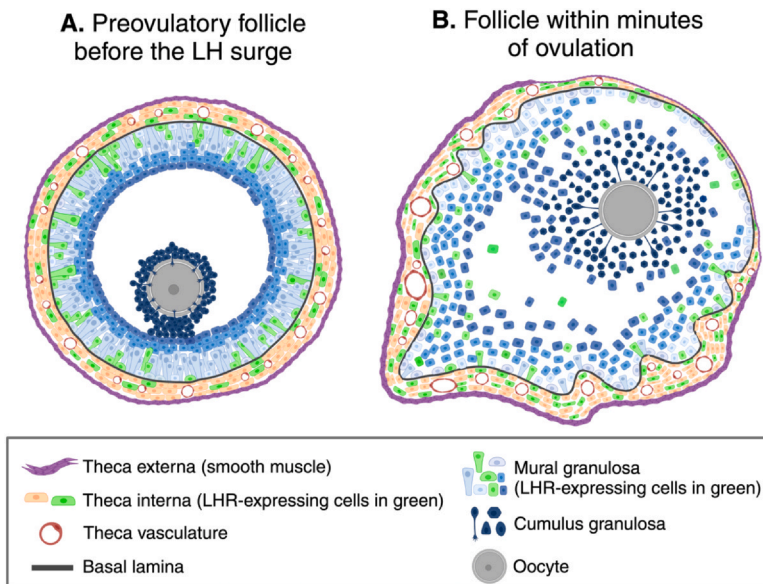 A. Preovulatory follicle
before the LH surge
B. Follicle within minutes
of ovulation
Theca externa (smooth muscle)
Theca interna (LHR-expressing cells in green)
Theca vasculature
Basal lamina
Mural granulosa
(LHR-expressing cells in green)
Cumulus granulosa
Oocyte